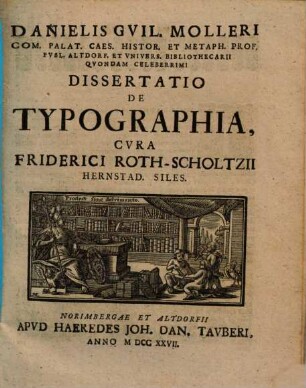 DANIELIS GVIL. MOLLERI
COM. PALAT. CAES. HISTOR. ET METAPH. PROF.
PVBL. ALTDORF. ET VNIVERS. BIBLIOTHECARII
QVONDAM CELEBERRIMI
DISSERTATIO
DE
TYPOGRAPHIA,
CVRA
FRIDERICI ROTH-SCHOLTZII
HERNSTAD. SILES.
NORIMBERGAE ET ALTDORFII
APVD HAEREDES JOH. DAN. TAVBERI,
ANNO M DCC XXVII.